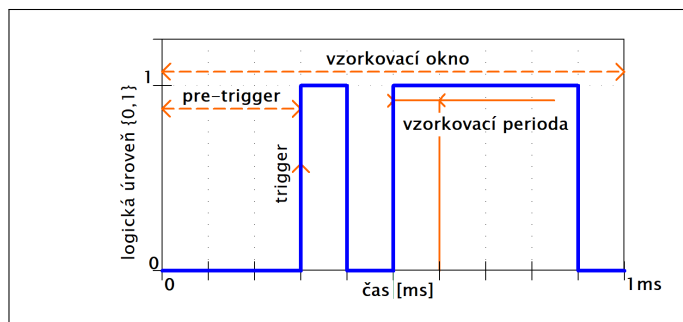 vzorkovací okno
1
pre-trigger
vzorkovací perioda
trigger
logická úroveň {0,1}
0
0
čas [ms]
1ms